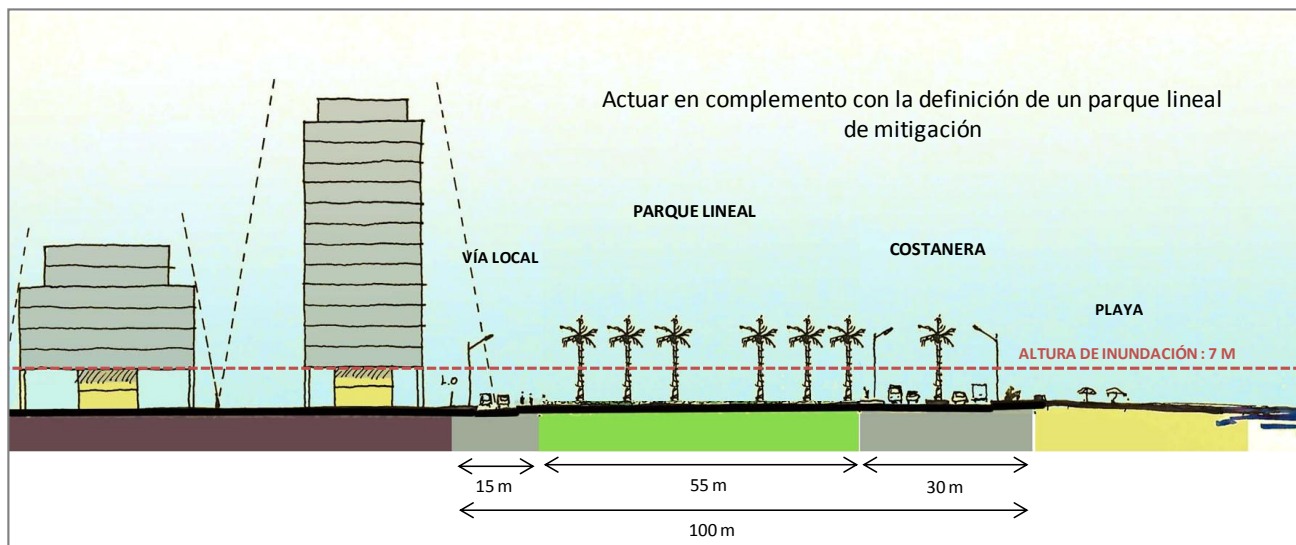 Actuar en complemento con la definición de un parque lineal
de mitigación
PARQUE LINEAL
VÍA LOCAL
COSTANERA
PLAYA
ALTURA DE INUNDACIÓN : 7 M
L.O
15 m
55 m
30 m
100 m